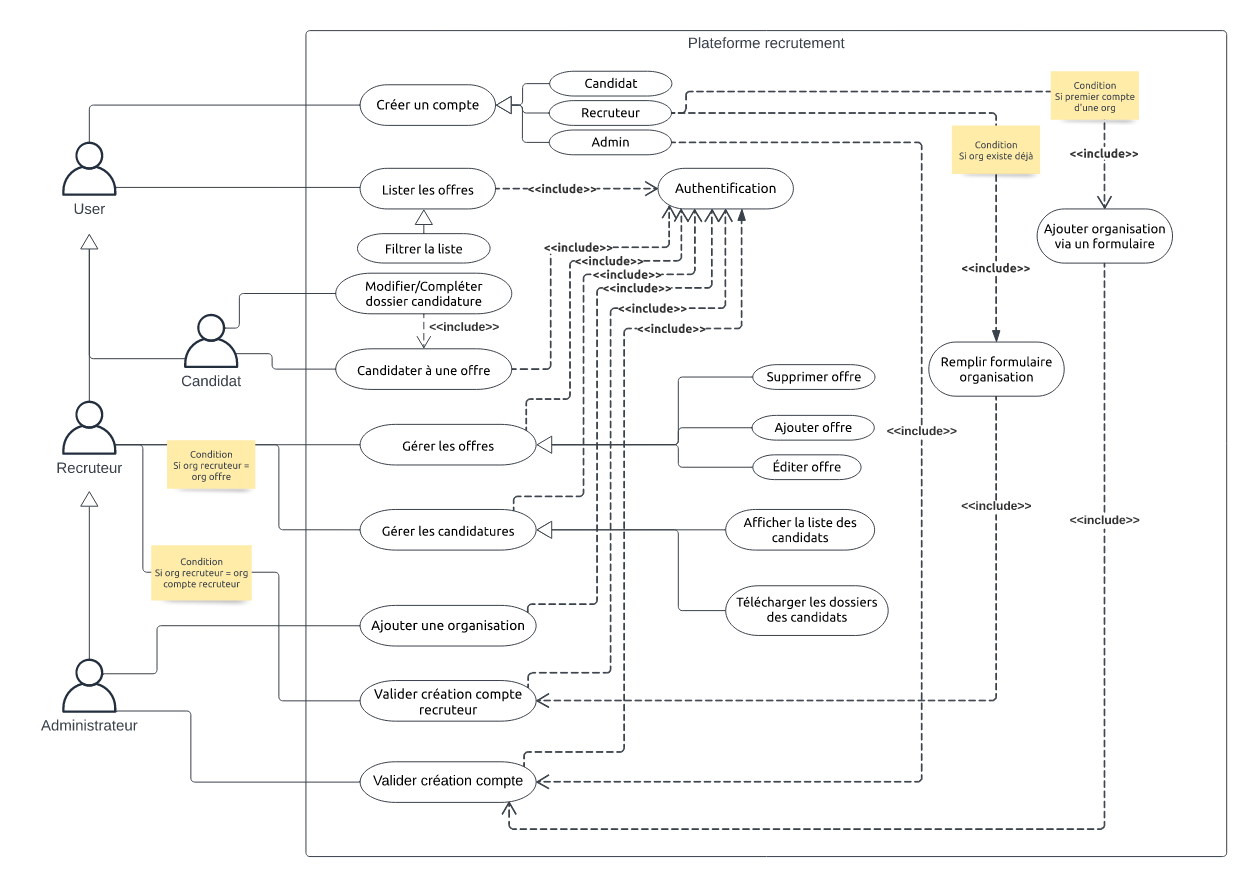 Plateforme recrutement
Créer un compte
Candidat
Recruteur
Admin
Condition
Si premier compte
d'une org
Condition
Si org existe déjà
<<include>>
User
Lister les offres
<<include>>
Authentification
Ajouter organisation
via un formulaire
Filtrer la liste
<<include>>
<<include>>
<<include>>
<<include>>
<<include>>
<<include>>
<<include>>
Modifier/Compléter
dossier candidature
<<include>>
Candidat
Candidater à une offre
Remplir formulaire
organisation
Supprimer offre
Ajouter offre
Éditer offre
<<include>>
Recruteur
Gérer les offres
Condition
Si org recruteur =
org offre
Gérer les candidatures
Afficher la liste des
candidats
<<include>>
<<include>>
Condition
Si org recruteur = org
compte recruteur
Télécharger les dossiers
des candidats
Ajouter une organisation
Administrateur
Valider création compte
recruteur
Valider création compte